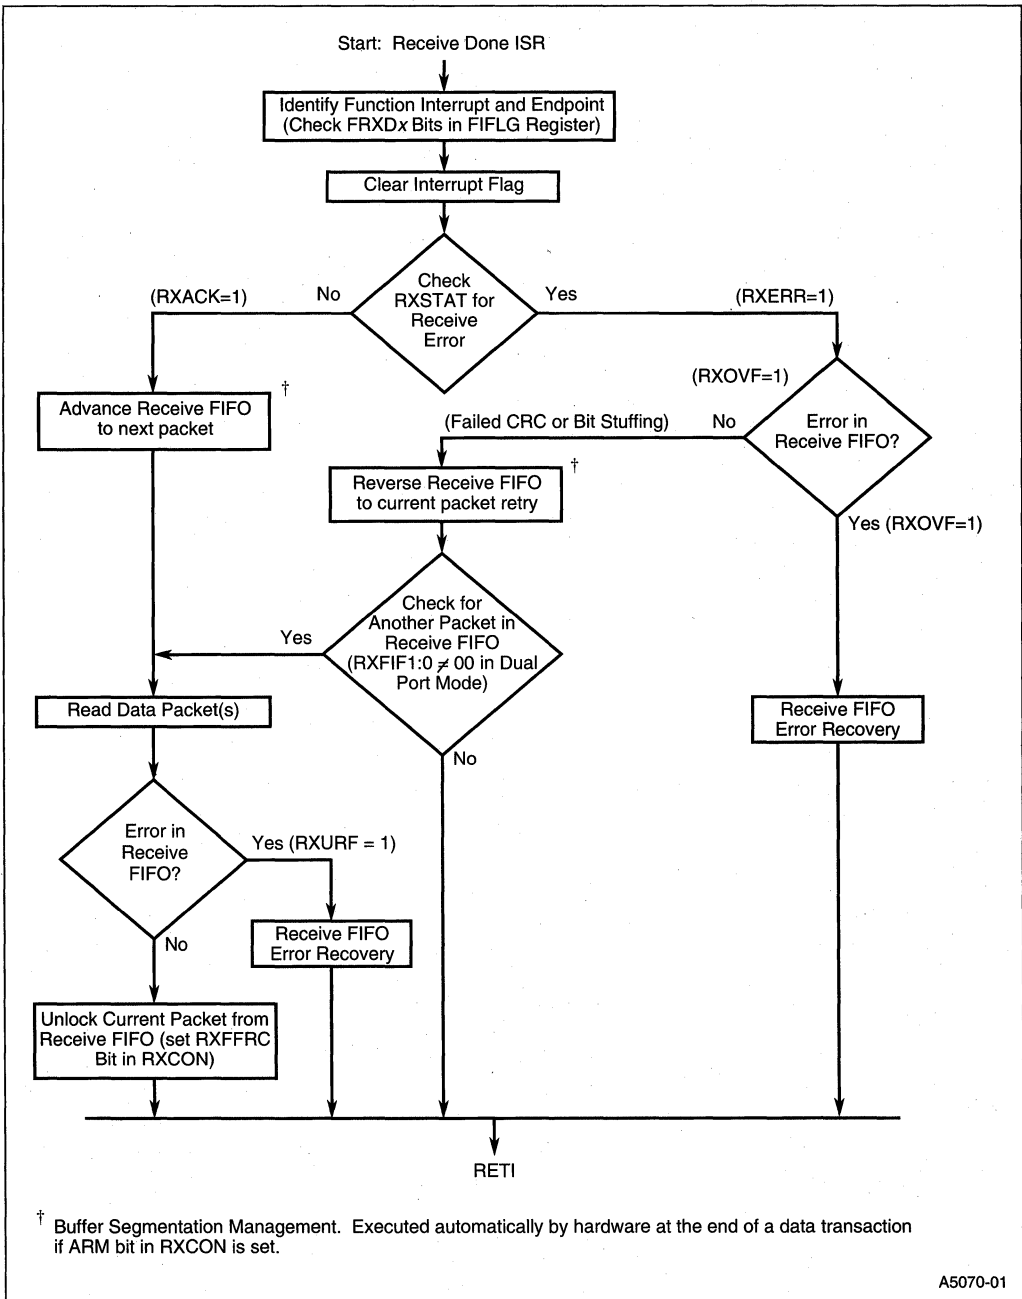 Start: Receive Done ISR
Identify Function Interrupt and Endpoint
(Check FRXDx Bits in FIFLG Register)
Clear Interrupt Flag
Check
RXSTAT for
Receive
Error
(RXACK=1)
No
Yes
(RXERR=1)
†
Advance Receive FIFO
to next packet
(RXOVF=1)
Error in
Receive FIFO?
(Failed CRC or Bit Stuffing)
No
†
Reverse Receive FIFO
to current packet retry
Yes (RXOVF=1)
Check for
Another Packet in
Receive FIFO
(RXFIF1:0 ≠ 00 in Dual
Port Mode)
Yes
No
Read Data Packet(s)
Receive FIFO
Error Recovery
Error in
Receive
FIFO?
Yes (RXURF = 1)
No
Receive FIFO
Error Recovery
Unlock Current Packet from
Receive FIFO (set RXFFRC
Bit in RXCON)
RETI
† Buffer Segmentation Management. Executed automatically by hardware at the end of a data transaction
if ARM bit in RXCON is set.
A5070-01